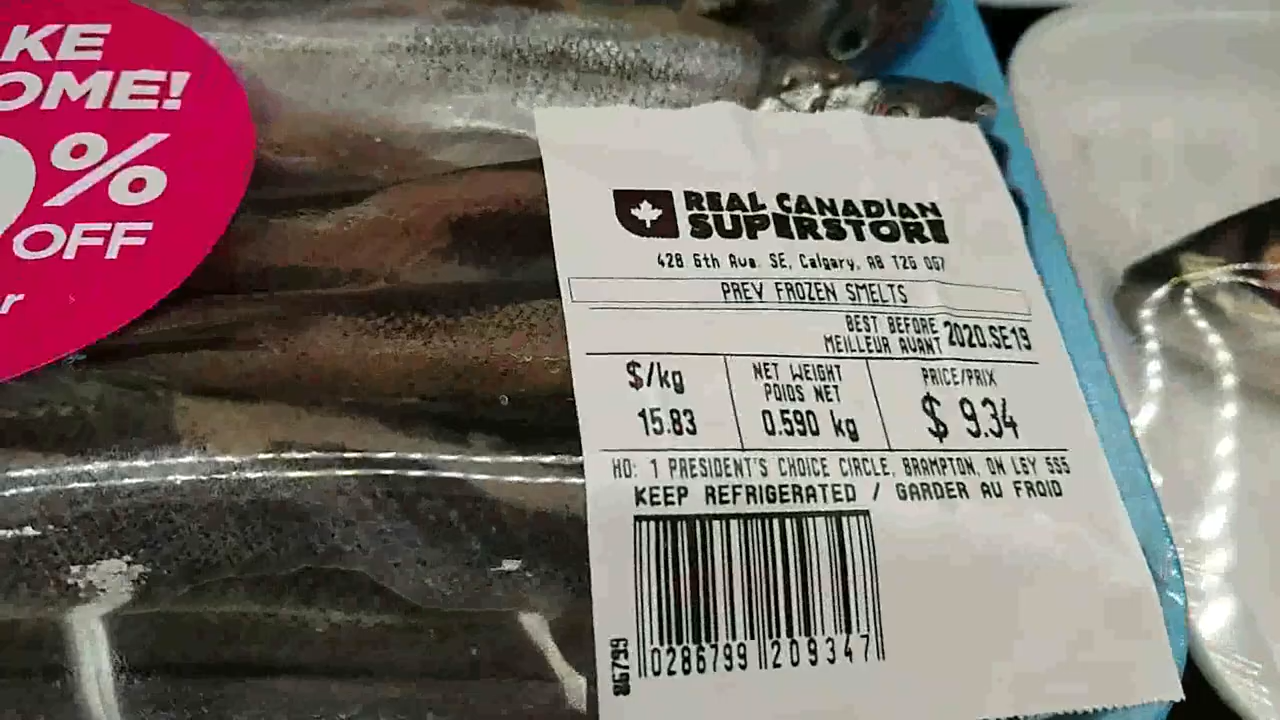 KE
OME!
% OFF
r
REAL CANADIAN
SUPERSTORE
428 6th Ave. SE, Calgary, AB T2G 0G7
PREV FROZEN SMELTS
BEST BEFORE
MEILLEUR AVANT 2020.SE19
$/kg
15.83
NET WEIGHT
POIDS NET
0.590 kg
PRICE/PRIX
$ 9.34
HO: 1 PRESIDENT'S CHOICE CIRCLE, BRAMPTON, ON L6Y 5S5
KEEP REFRIGERATED / GARDER AU FROID
86799
0286799 209347